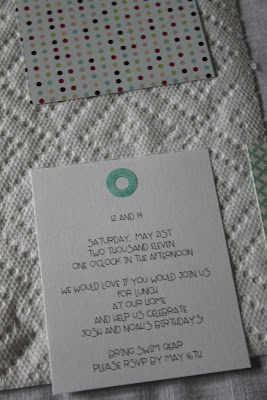 12 AND 14
SATURDAY, MAY 21ST
TWO THOUSAND ELEVEN
ONE O'CLOCK IN THE AFTERNOON
WE WOULD LOVE IF YOU WOULD JOIN US
FOR LUNCH
AT OUR HOME
AND HELP US CELEBRATE
JOSH AND NOAH'S BIRTHDAYS!
BRING SWIM GEAR
PLEASE RSVP BY MAY 16TH